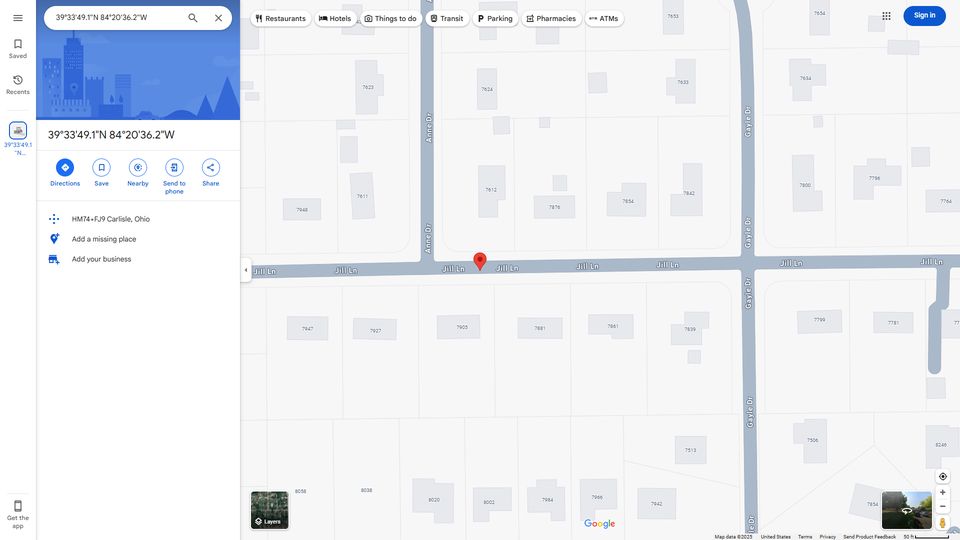 39°33'49.1"N 84°20'36.2"W
Restaurants
Hotels
Things to do
Transit
Parking
Pharmacies
ATMs
Sign in
Saved
Recents
39°33'49.1
"N...
39°33'49.1"N 84°20'36.2"W
Directions
Save
Nearby
Send to
phone
Share
HM74+FJ9 Carlisle, Ohio
Add a missing place
Add your business
Get the
app
7653
7654
7623
7624
7633
7634
Anne Dr
Gayle Dr
7948
7611
7612
7876
7854
7842
7800
7796
7764
Anne Dr
Gayle Dr
Jill Ln
Jill Ln
Jill Ln
Jill Ln
Jill Ln
Jill Ln
Jill Ln
Jill Ln
Gayle Dr
7947
7927
7905
7881
7861
7839
7799
7781
Gayle Dr
7513
7506
8246
8058
8038
8020
8002
7984
7966
7942
7854
Layers
Google
Map data ©2025
United States
Terms
Privacy
Send Product Feedback
50 ft